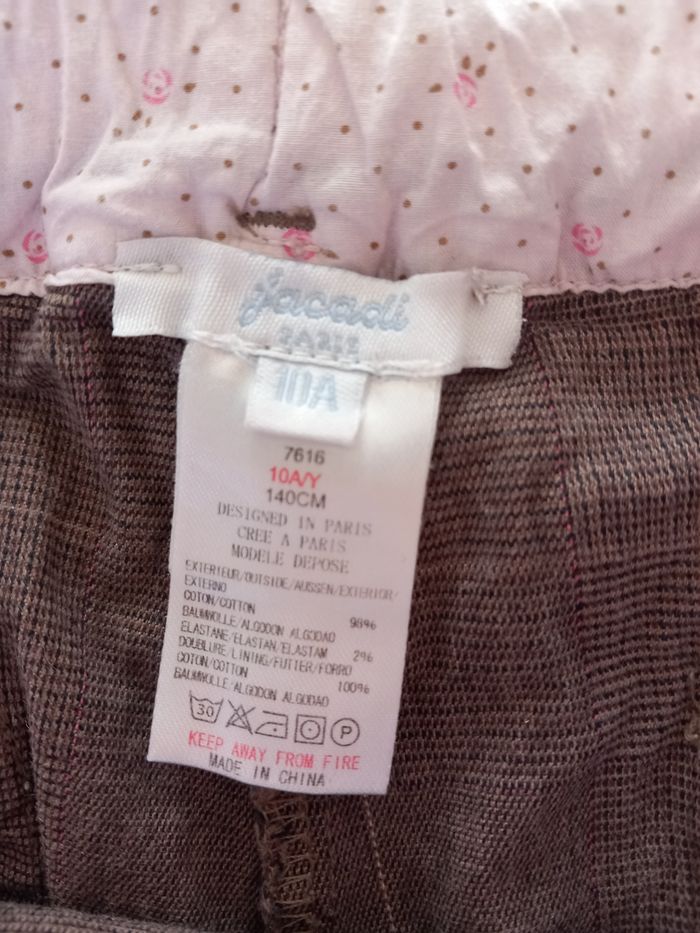 jacadi
PARIS
10A
7616
10A/Y
140CM
DESIGNED IN PARIS
CREE A PARIS
MODELE DEPOSE
EXTERIEUR/OUTSIDE/AUSSEN/EXTERIOR/
EXTERNO
COTON/COTTON 98%
BAUMWOLLE/ALGODON ALGODAO
ELASTANE/ELASTAN/ELASTAM 2%
DOUBLURE/LINING/FUTTER/FORRO
COTON/COTTON 100%
BAUMWOLLE/ALGODON ALGODAO
30 P
KEEP AWAY FROM FIRE
MADE IN CHINA